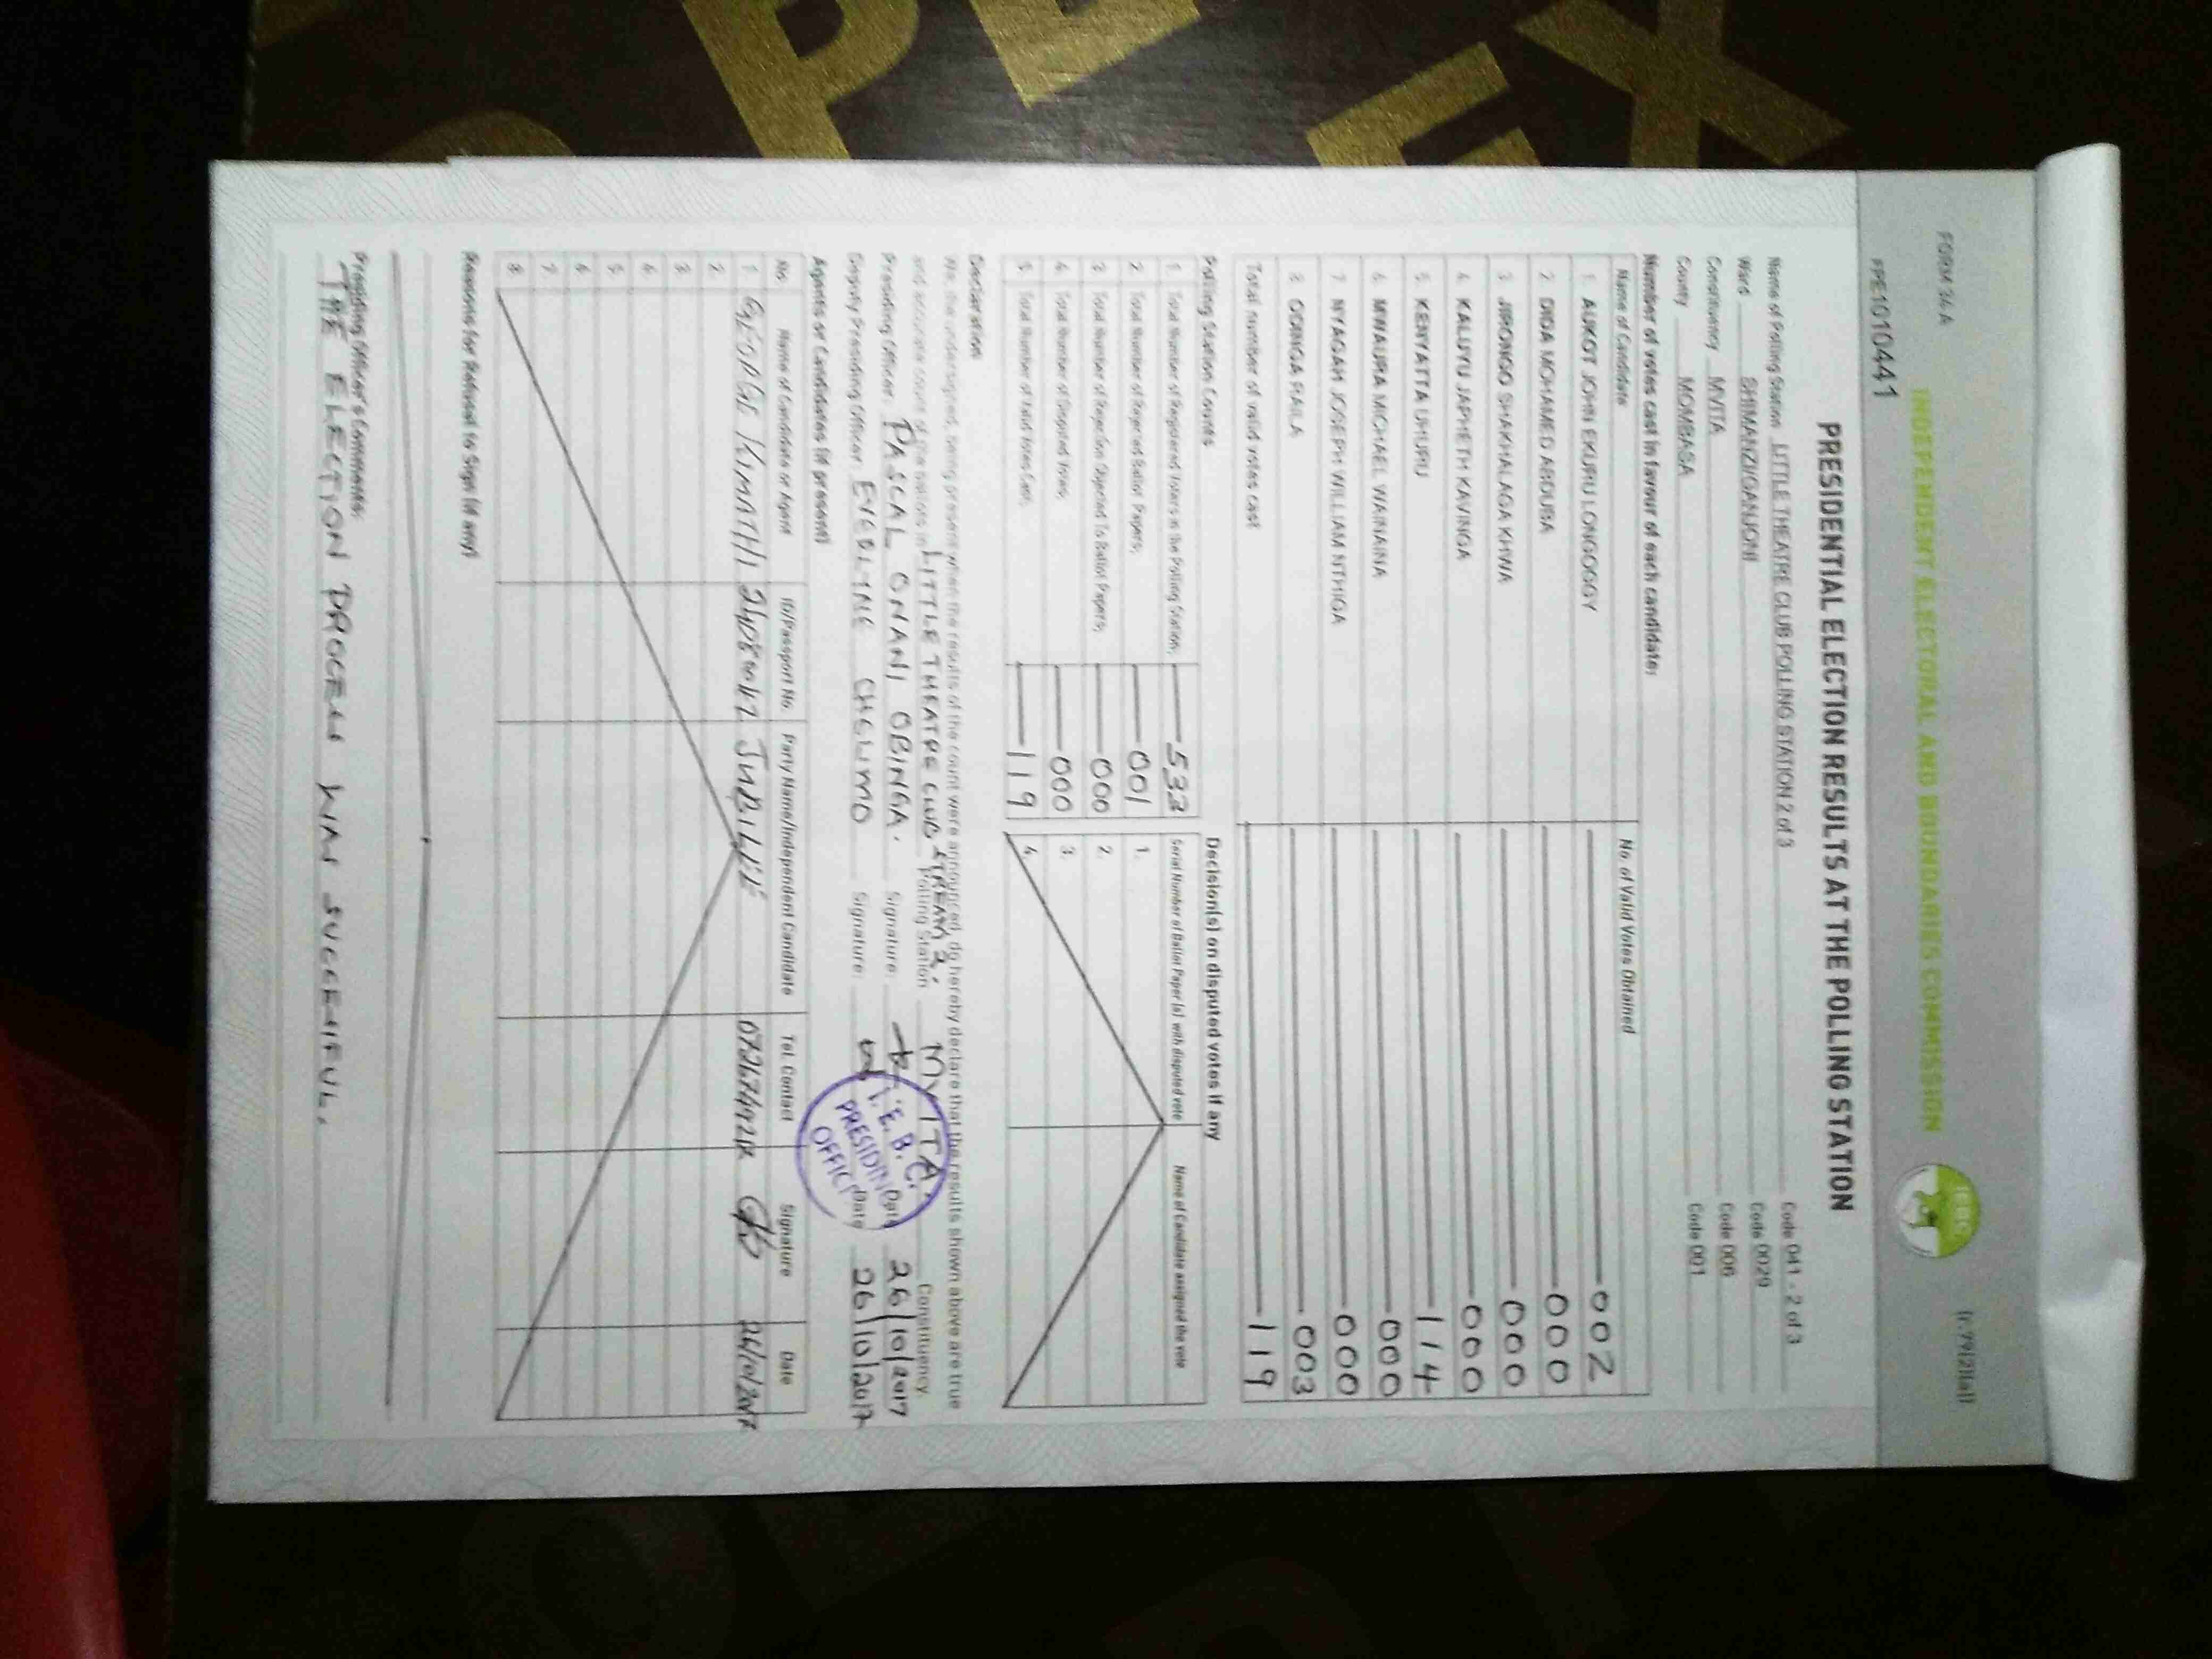 FORM 34 A
(r.79(2)(a))
INDEPENDENT ELECTORAL AND BOUNDARIES COMMISSION
IEBC
PPE1010441
PRESIDENTIAL ELECTION RESULTS AT THE POLLING STATION
Name of Polling Station LITTLE THEATRE CLUB POLLING STATION 2 of 3 Code 041 - 2 of 3
Ward SHIMANZI/GANJONI Code 0029
Constituency MVITA Code 006
County MOMBASA Code 001
Number of votes cast in favour of each candidate:
Name of Candidate No. of Valid Votes Obtained
1. AUKOT JOHN EKURU LONGOGGY 002
2. DIDA MOHAMED ABDUBA 000
3. JIRONGO SHAKHALAGA KHWA 000
4. KALUYU JAPHETH KAVINGA 000
5. KENYATTA UHURU 114
6. MWAURA MICHAEL WAINAINA 000
7. NYAGAH JOSEPH WILLIAM NTHIGA 000
8. ODINGA RAILA 003
Total number of valid votes cast 119
Polling Station Counts
1. Total Number of Registered Voters in the Polling Station: 533
2. Total Number of Rejected Ballot Papers: 001
3. Total Number of Rejection Objected To Ballot Papers: 000
4. Total Number of Disputed Votes: 000
5. Total Number of Valid Votes Cast: 119
Decision(s) on disputed votes if any
Serial Number of Ballot Paper (s) with disputed vote Name of Candidate assigned the vote
1.
2.
3.
4.
Declaration
We, the undersigned, being present when the results of the count were announced, do hereby declare that the results shown above are true
and accurate count of the ballots in LITTLE THEATRE CLUB STREAM 2. Polling Station MVITA. Constituency.
Presiding Officer: PASCAL ONANI OBINGA. Signature: Date 26/10/2017
Deputy Presiding Officer: EVERLYNE CHELIMO Signature: Date 26/10/2017
I.E.B.C.
PRESIDING
OFFICER
Agents or Candidates (if present)
No. Name of Candidate or Agent ID/Passport No. Party Name/Independent Candidate Tel. Contact Signature Date
1 GEORGE KIMATHI JUBILEE 26/10/2017
2
3
4
5
6
7
8
Reasons for Refusal to Sign (if any)
Presiding Officer's Comments:
THE ELECTION PROCESS WAS SUCCESSFUL.